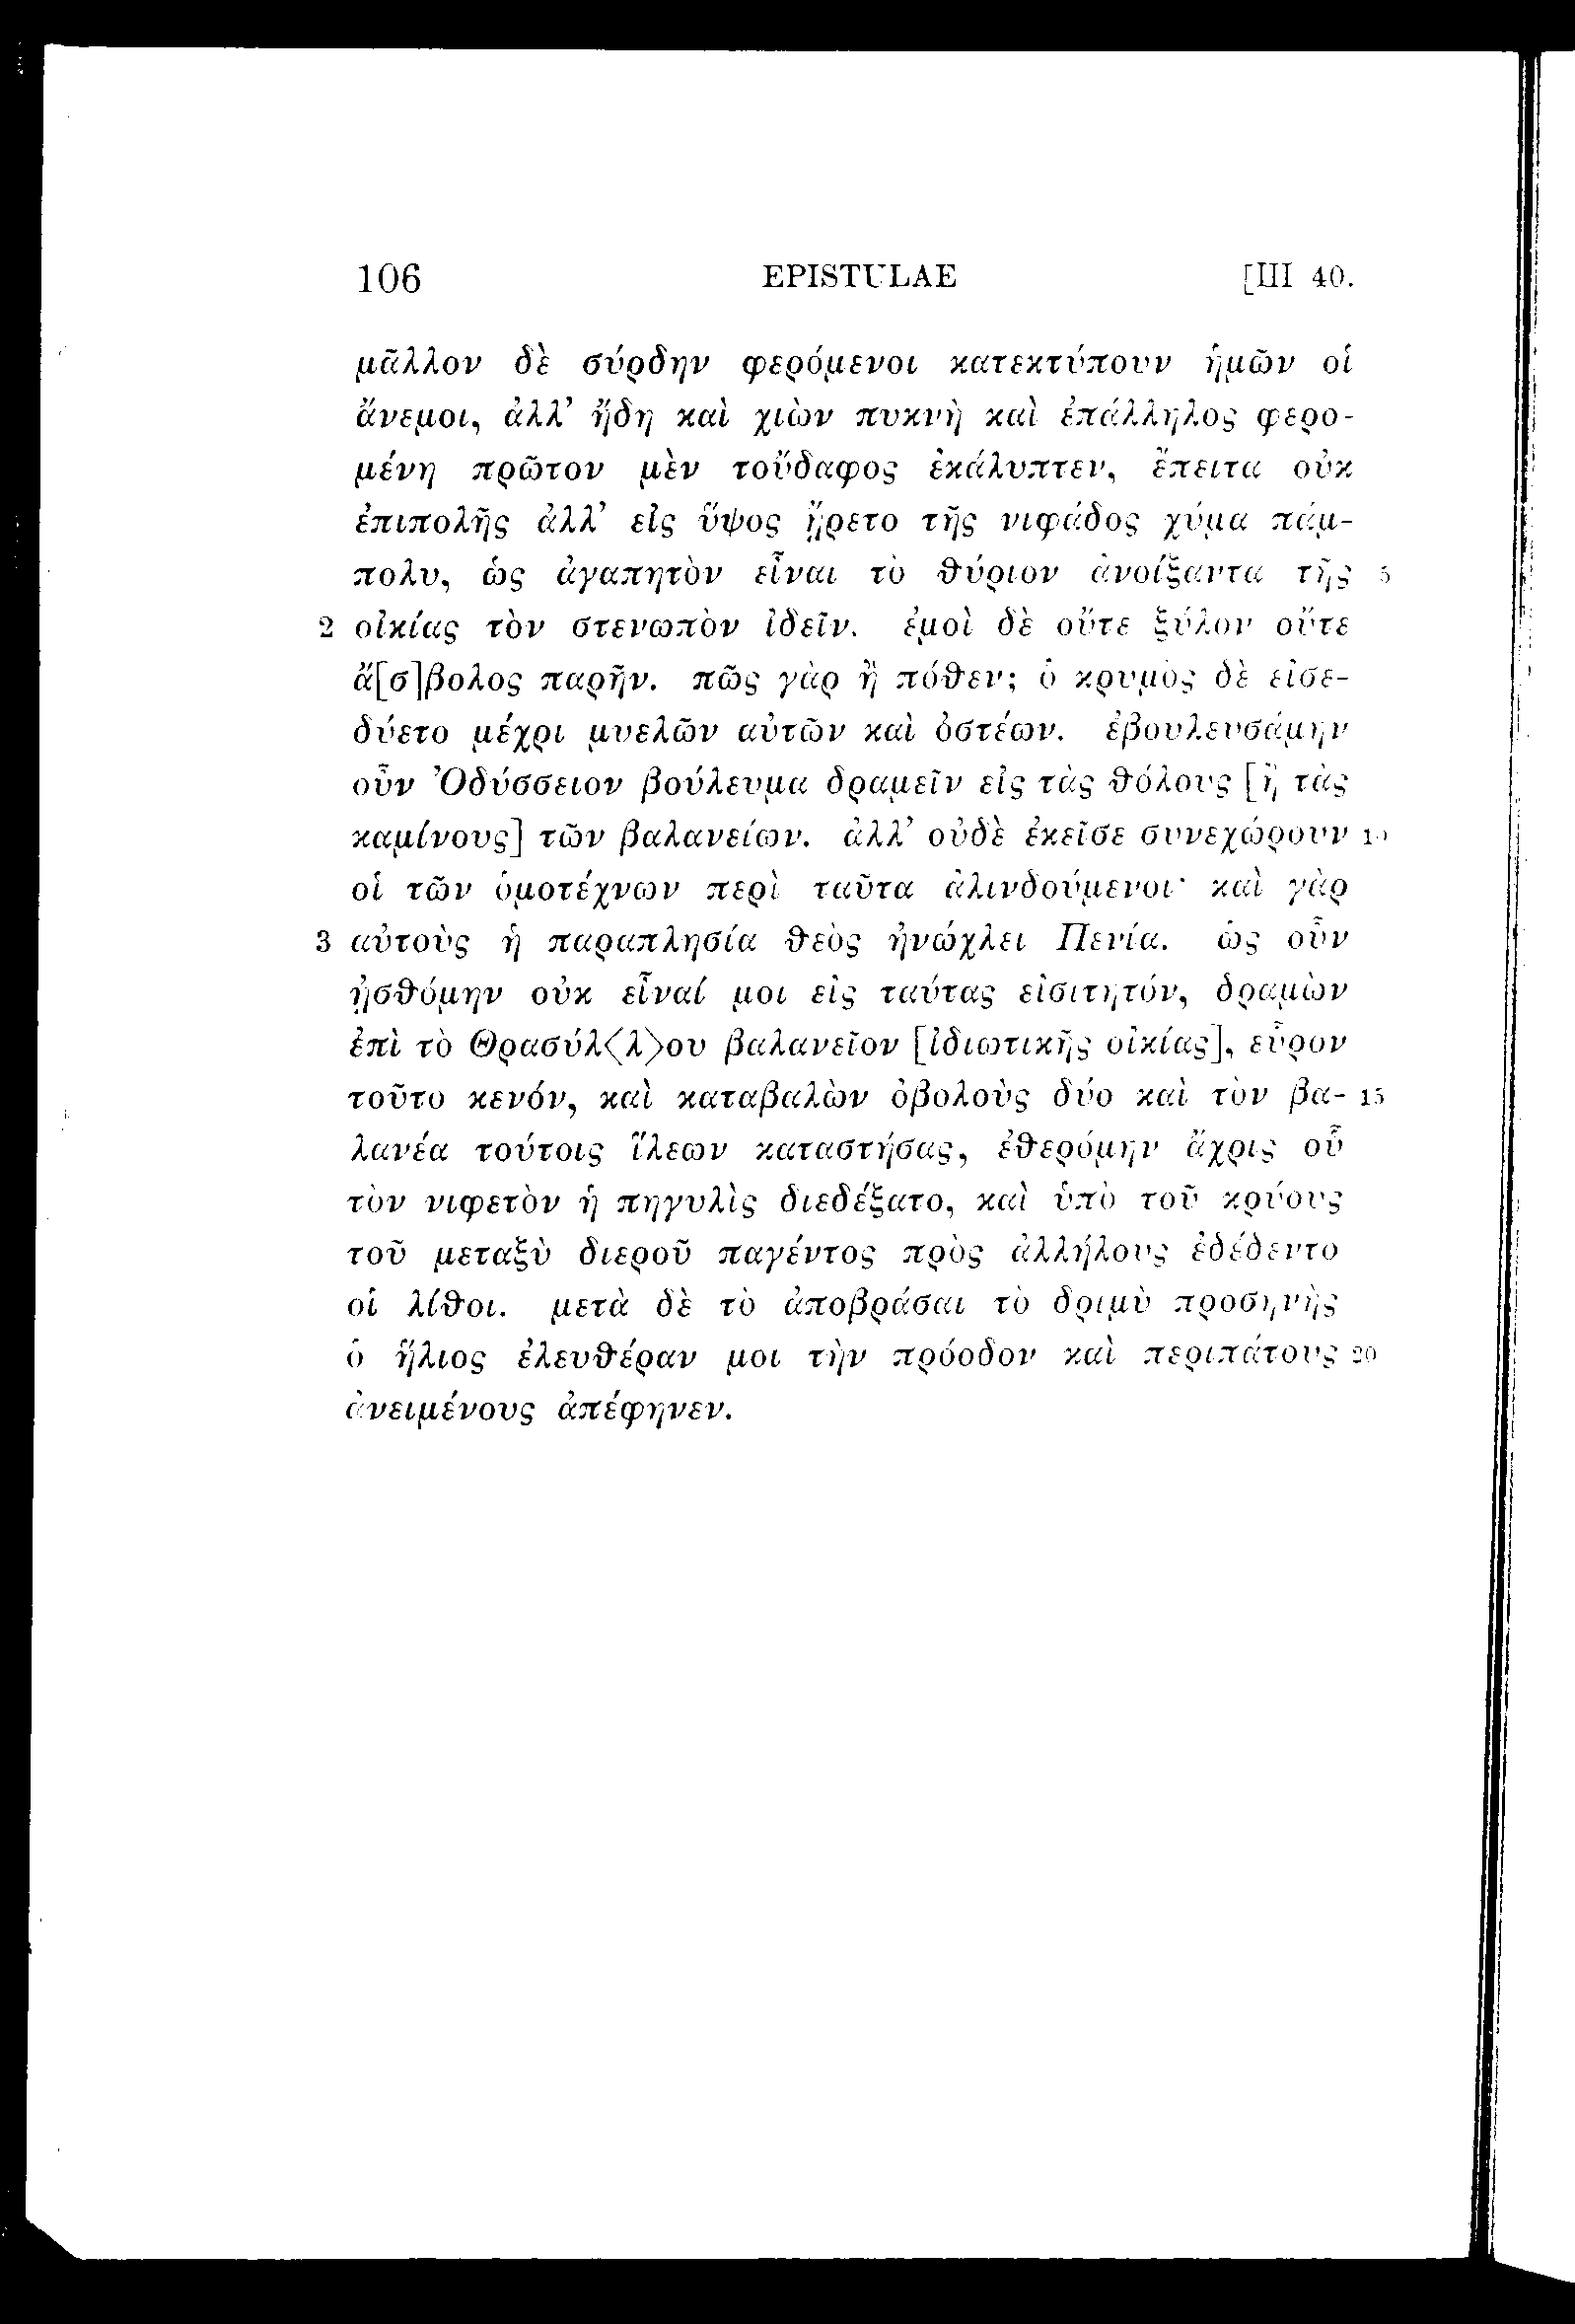 106 EPISTULAE [III 40.
μᾶλλον δὲ σύρδην φερόμενοι κατεκτύπουν ἡμῶν οἱ
ἄνεμοι, ἀλλ’ ἤδη καὶ χιὼν πυκνὴ καὶ ἐπάλληλος φερο-
μένη πρῶτον μὲν τοὔδαφος ἐκάλυπτεν, ἔπειτα οὐκ
ἐπιπολῆς ἀλλ’ εἰς ὕψος ᾔρετο τῆς νιφάδος χύμα πάμ-
πολυ, ὡς ἀγαπητὸν εἶναι τὸ θύριον ἀνοίξαντα τῆς 5
2 οἰκίας τὸν στενωπὸν ἰδεῖν. ἐμοὶ δὲ οὔτε ξύλον οὔτε
ἄ[σ]βολος παρῆν. πῶς γὰρ ἢ πόθεν; ὁ κρυμὸς δὲ εἰσε-
δύετο μέχρι μυελῶν αὐτῶν καὶ ὀστέων. ἐβουλευσάμην
οὖν Ὀδύσσειον βούλευμα δραμεῖν εἰς τὰς θόλους [ἢ τὰς
καμίνους] τῶν βαλανείων. ἀλλ’ οὐδὲ ἐκεῖσε συνεχώρουν 10
οἱ τῶν ὁμοτέχνων περὶ ταῦτα ἀλινδούμενοι· καὶ γὰρ
3 αὐτοὺς ἡ παραπλησία θεὸς ἠνώχλει Πενία. ὡς οὖν
ᾐσθόμην οὐκ εἶναί μοι εἰς ταύτας εἰσιτητόν, δραμὼν
ἐπὶ τὸ Θρασύλ⟨λ⟩ου βαλανεῖον [ἰδιωτικῆς οἰκίας], εὗρον
τοῦτο κενόν, καὶ καταβαλὼν ὀβολοὺς δύο καὶ τὸν βα- 15
λανέα τούτοις ἵλεων καταστήσας, ἐθερόμην ἄχρις οὗ
τὸν νιφετὸν ἡ πηγυλὶς διεδέξατο, καὶ ὑπὸ τοῦ κρύους
τοῦ μεταξὺ διεροῦ παγέντος πρὸς ἀλλήλους ἐδέδεντο
οἱ λίθοι. μετὰ δὲ τὸ ἀποβράσαι τὸ δριμὺ προσηνὴς
ὁ ἥλιος ἐλευθέραν μοι τὴν πρόοδον καὶ περιπάτους 20
ἀνειμένους ἀπέφηνεν.